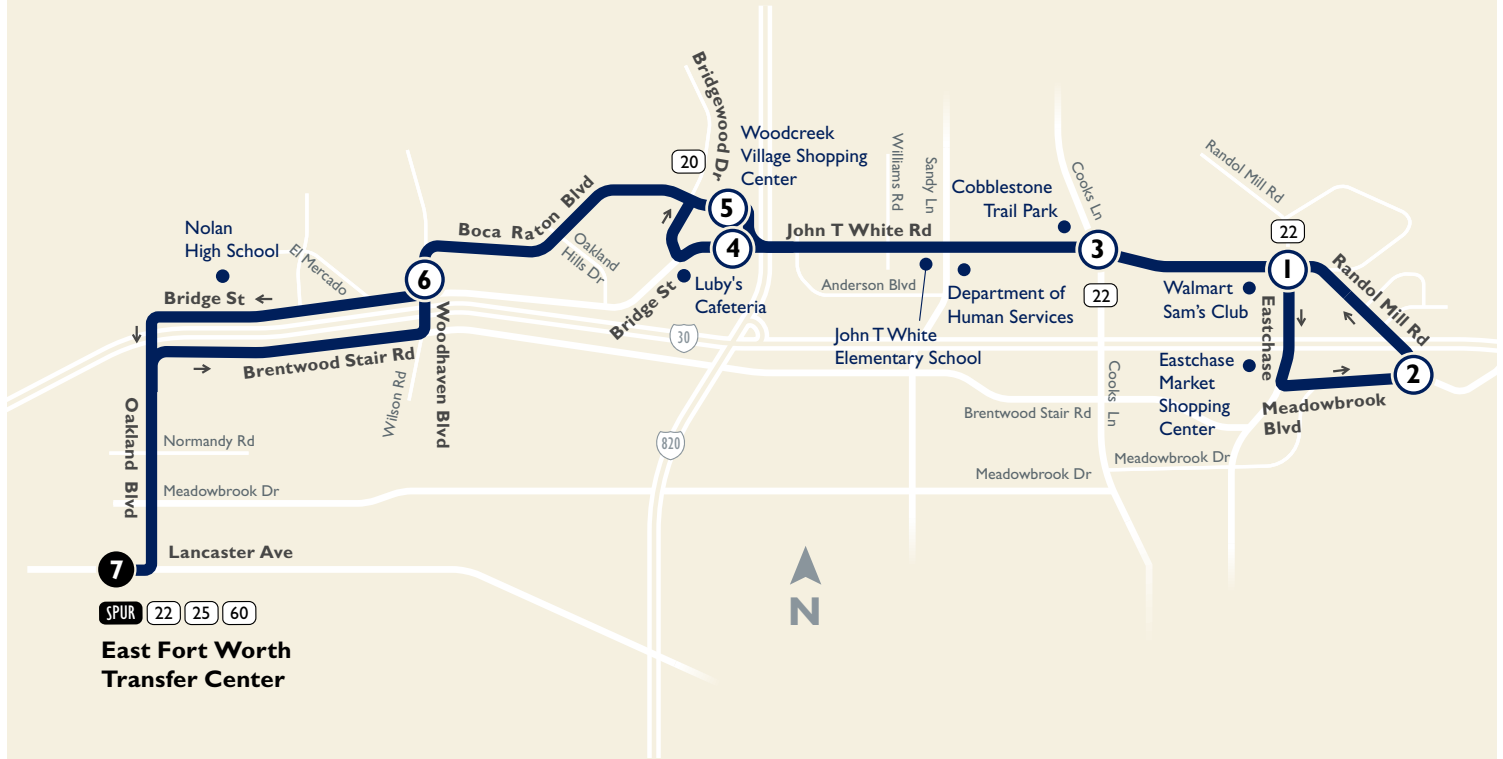 Bridgewood Dr.
20
Woodcreek
Village Shopping
Center
5
4
Luby's
Cafeteria
Nolan
High School
El Mercado
Bridge St
6
Boca Raton Blvd
Oakland
Hills Dr
Bridge St
30
John T White Rd
Williams Rd
Sandy Ln
Anderson Blvd
John T White
Elementary School
Department of
Human Services
Cobblestone
Trail Park
Cooks Ln
3
22
Randol Mill Rd
22
1
Walmart
Sam's Club
Eastchase
Randol Mill Rd
2
Eastchase
Market
Shopping
Center
Meadowbrook
Blvd
Brentwood Stair Rd
Woodhaven Blvd
Wilson Rd
Oakland Blvd
Normandy Rd
Meadowbrook Dr
820
Brentwood Stair Rd
Cooks Ln
Meadowbrook Dr
Meadowbrook Dr
Lancaster Ave
7
SPUR
22
25
60
East Fort Worth
Transfer Center
N